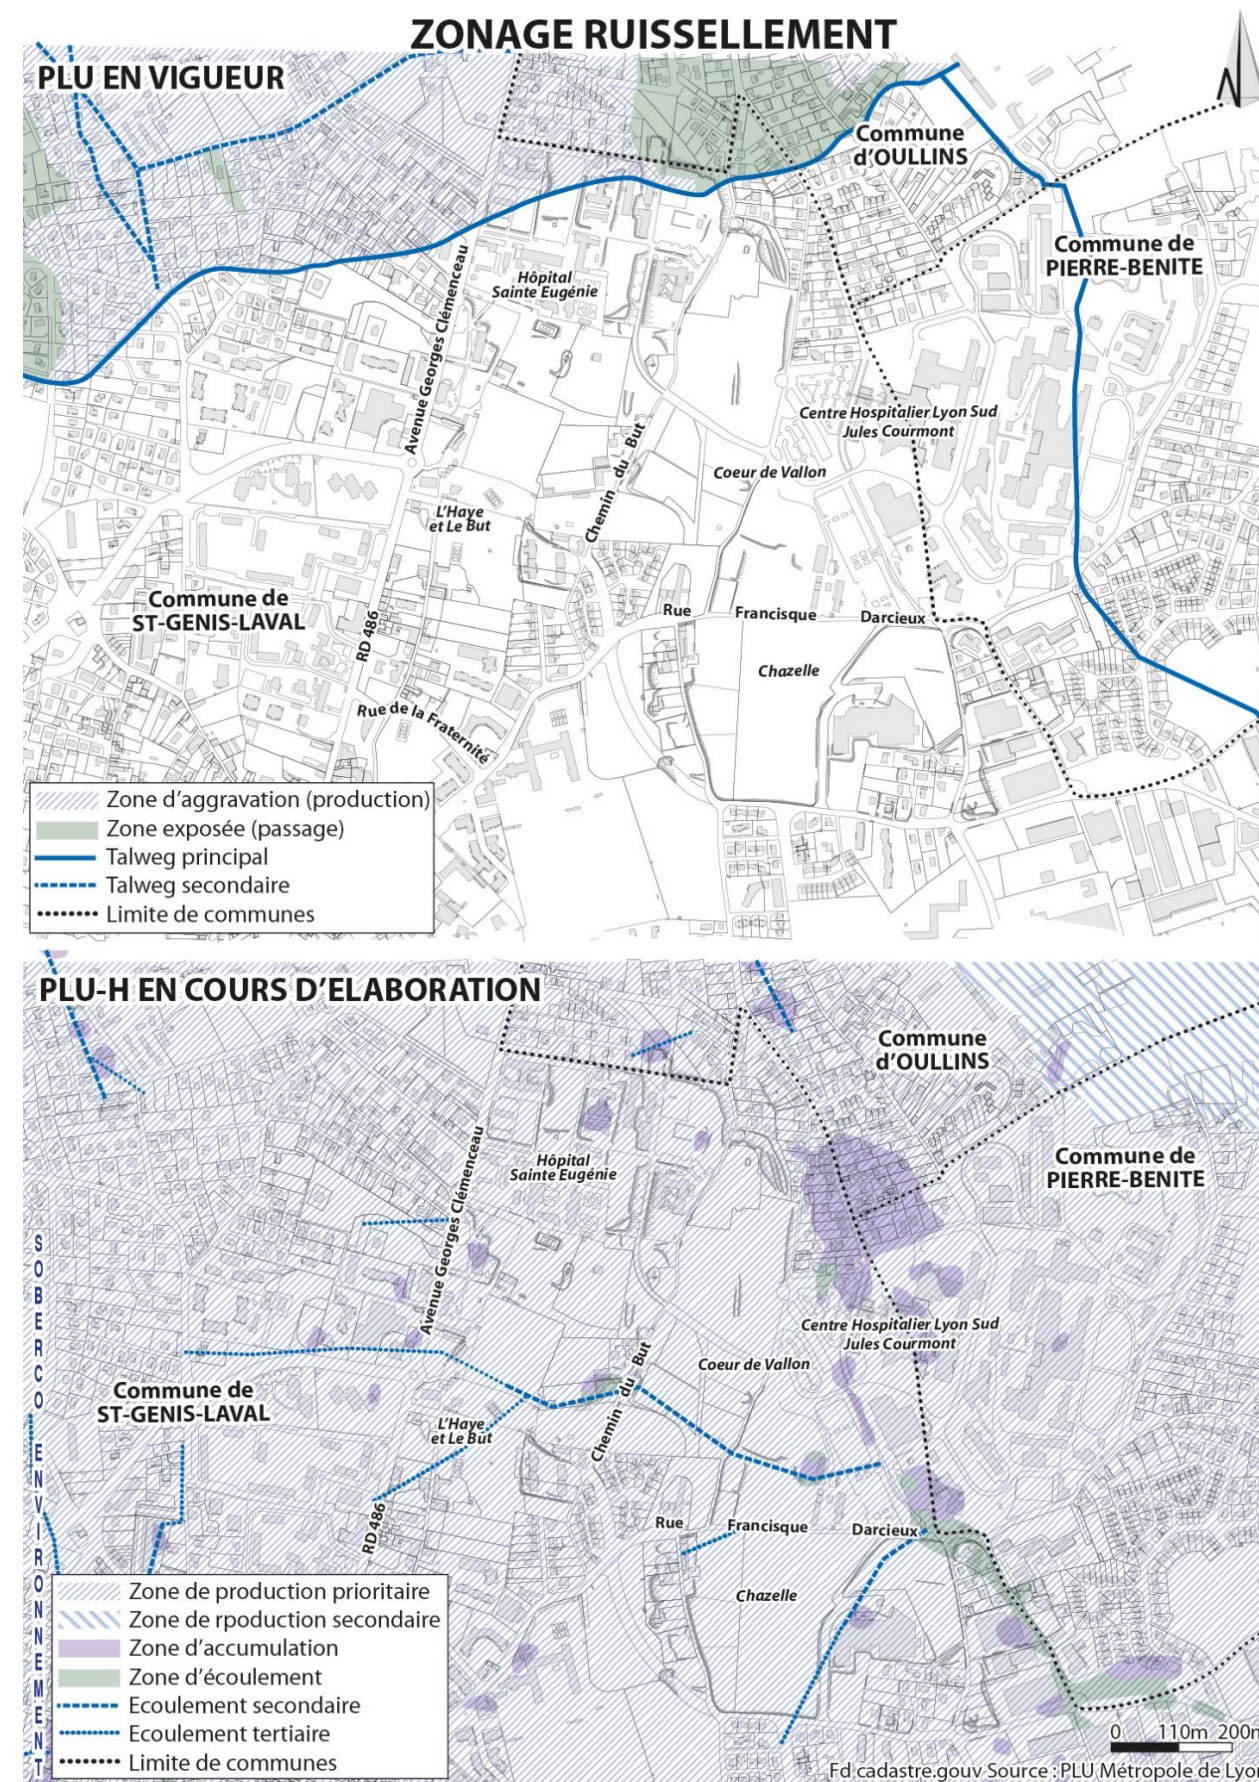 ZONAGE RUISSELLEMENT
PLU EN VIGUEUR
N
Commune
d'OULLINS
Commune de
PIERRE-BENITE
Hôpital
Sainte Eugénie
Avenue Georges Clémenceau
Centre Hospitalier Lyon Sud
Jules Courmont
Coeur de Vallon
Chemin du But
L'Haye
et Le But
Commune de
ST-GENIS-LAVAL
Rue Francisque Darcieux
RD 486
Chazelle
Rue de la Fraternité
Zone d'aggravation (production)
Zone exposée (passage)
Talweg principal
Talweg secondaire
Limite de communes
PLU-H EN COURS D'ELABORATION
Commune
d'OULLINS
Commune de
PIERRE-BENITE
Hôpital
Sainte Eugénie
Avenue Georges Clémenceau
Centre Hospitalier Lyon Sud
Jules Courmont
Coeur de Vallon
Chemin du But
Commune de
ST-GENIS-LAVAL
L'Haye
et Le But
RD 486
Rue Francisque Darcieux
Chazelle
SOBERCO ENVIRONNEMENT
Zone de production prioritaire
Zone de rpoduction secondaire
Zone d'accumulation
Zone d'écoulement
Ecoulement secondaire
Ecoulement tertiaire
Limite de communes
0 110m 200m
Fd cadastre.gouv Source : PLU Métropole de Lyo